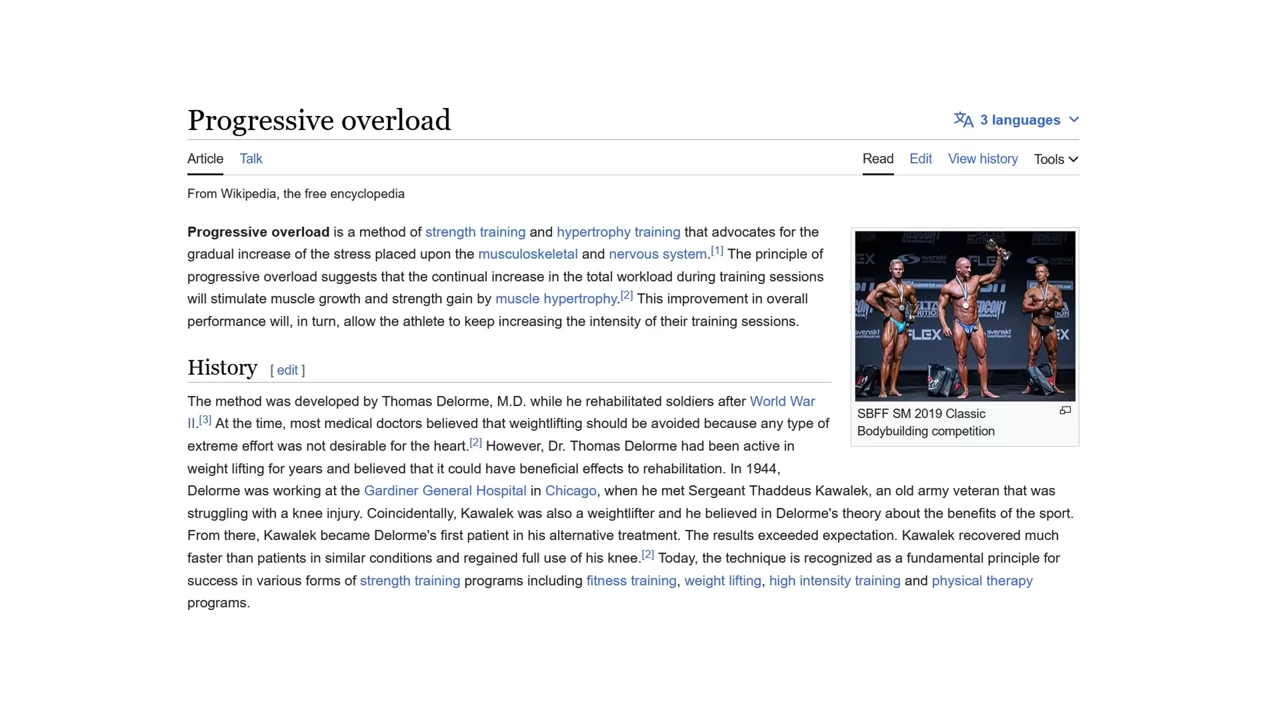 Progressive overload
3 languages
Article Talk
Read Edit View history Tools
From Wikipedia, the free encyclopedia
Progressive overload is a method of strength training and hypertrophy training that advocates for the
gradual increase of the stress placed upon the musculoskeletal and nervous system.[1] The principle of
progressive overload suggests that the continual increase in the total workload during training sessions
will stimulate muscle growth and strength gain by muscle hypertrophy.[2] This improvement in overall
performance will, in turn, allow the athlete to keep increasing the intensity of their training sessions.
FLEX
FLEX
svenskt
SBFF SM 2019 Classic
Bodybuilding competition
History [ edit ]
The method was developed by Thomas Delorme, M.D. while he rehabilitated soldiers after World War
II.[3] At the time, most medical doctors believed that weightlifting should be avoided because any type of
extreme effort was not desirable for the heart.[2] However, Dr. Thomas Delorme had been active in
weight lifting for years and believed that it could have beneficial effects to rehabilitation. In 1944,
Delorme was working at the Gardiner General Hospital in Chicago, when he met Sergeant Thaddeus Kawalek, an old army veteran that was
struggling with a knee injury. Coincidentally, Kawalek was also a weightlifter and he believed in Delorme's theory about the benefits of the sport.
From there, Kawalek became Delorme's first patient in his alternative treatment. The results exceeded expectation. Kawalek recovered much
faster than patients in similar conditions and regained full use of his knee.[2] Today, the technique is recognized as a fundamental principle for
success in various forms of strength training programs including fitness training, weight lifting, high intensity training and physical therapy
programs.